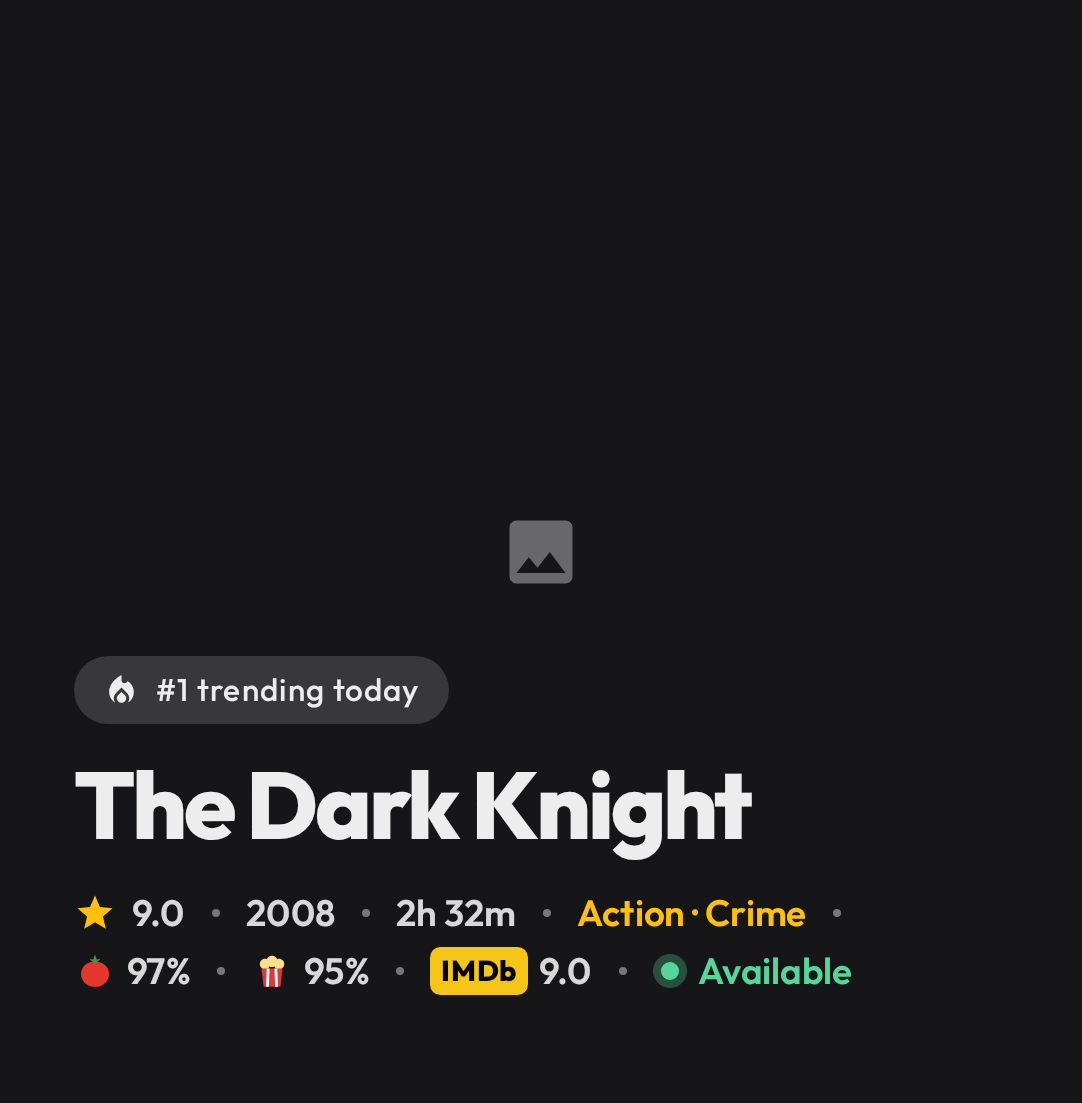 #1 trending today
The Dark Knight
9.0 • 2008 • 2h 32m • Action · Crime •
97% • 95% • IMDb 9.0 • Available